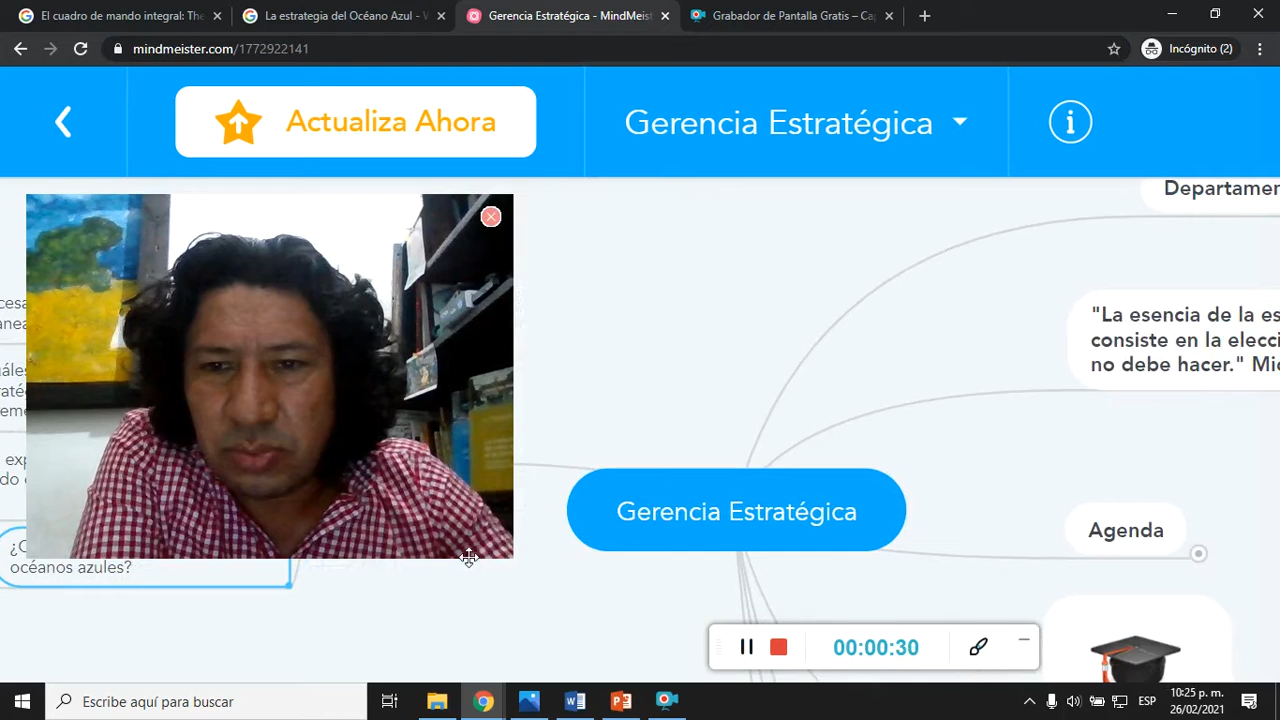 El cuadro de mando integral: The
La estrategia del Océano Azul - W
Gerencia Estratégica - MindMeist
Grabador de Pantalla Gratis – Cap
mindmeister.com/1772922141
Incógnito (2)
Actualiza Ahora
Gerencia Estratégica
Departamen
"La esencia de la es
consiste en la elecci
no debe hacer." Mic
océanos azules?
Gerencia Estratégica
Agenda
00:00:30
Escribe aquí para buscar
ESP
10:25 p. m.
26/02/2021